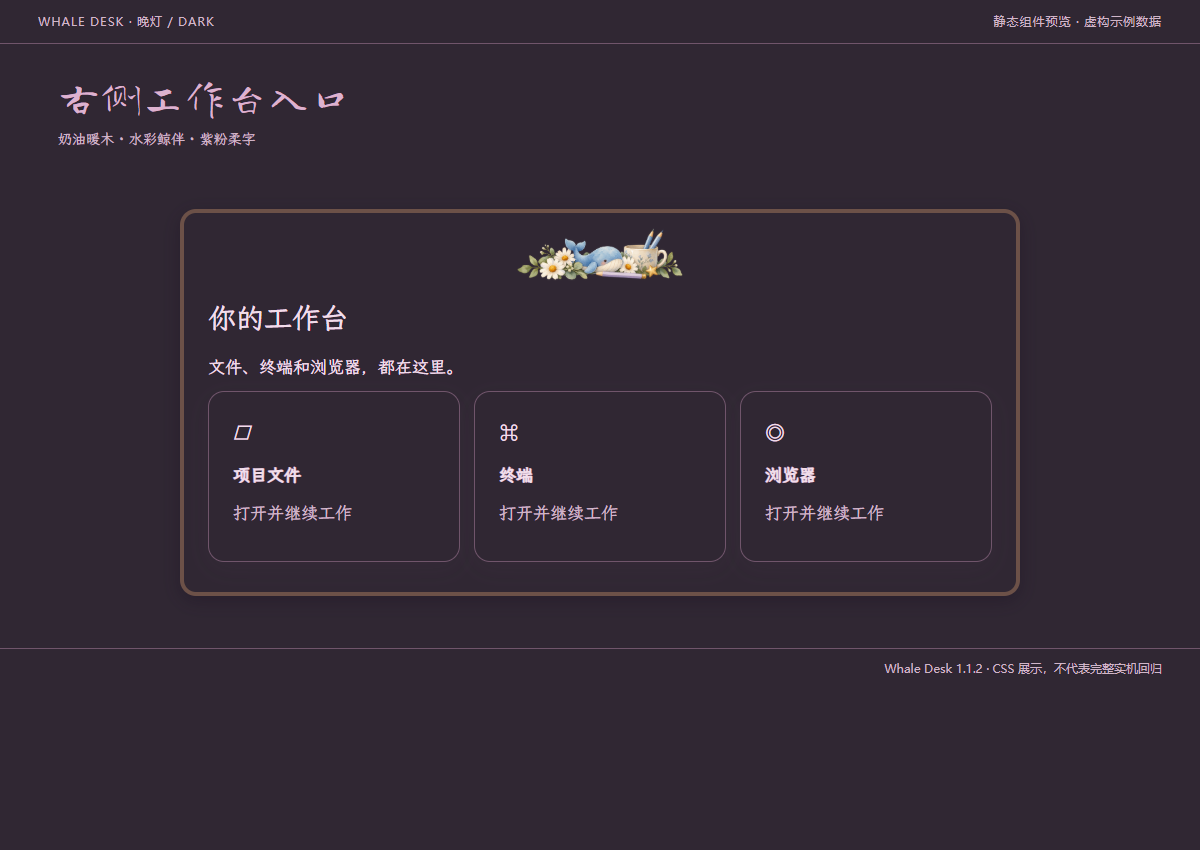 WHALE DESK · 晚灯 / DARK
静态组件预览 · 虚构示例数据
右侧工作台入口
奶油暖木 · 水彩鲸伴 · 紫粉柔字
你的工作台
文件、终端和浏览器，都在这里。
项目文件
打开并继续工作
⌘
终端
打开并继续工作
浏览器
打开并继续工作
Whale Desk 1.1.2 · CSS 展示，不代表完整实机回归